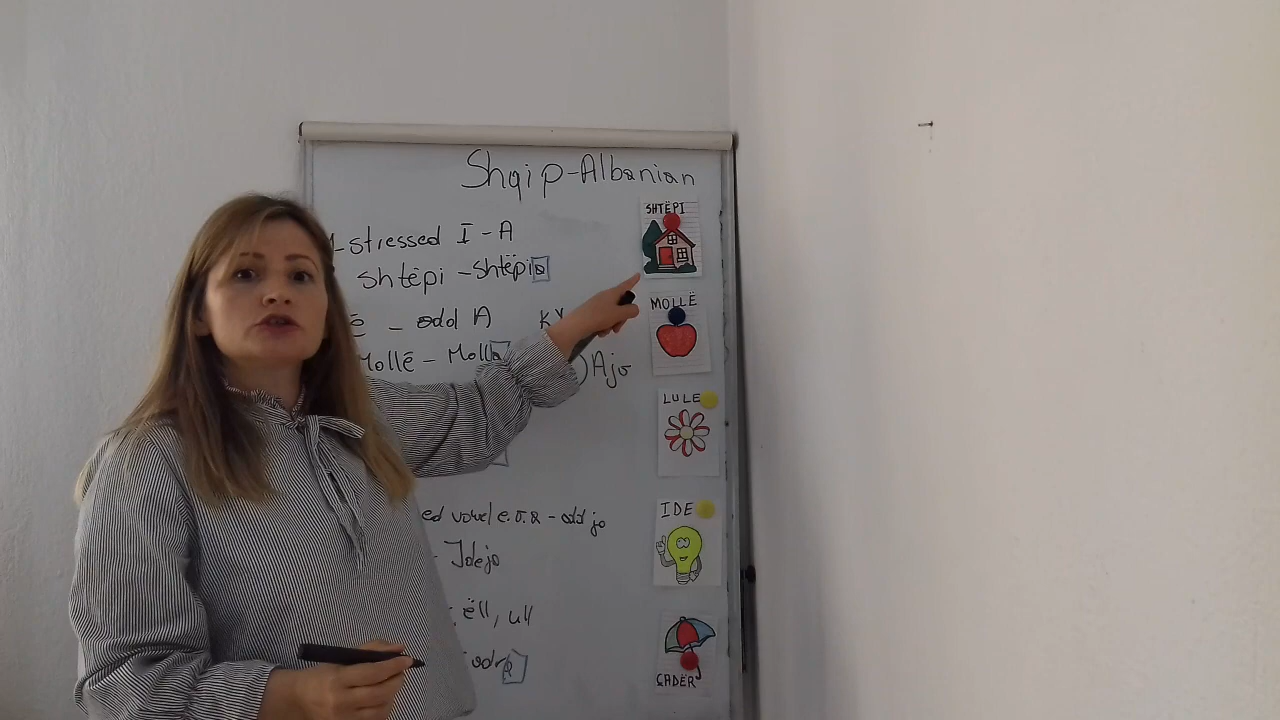 Shqip-Albanian
SHTËPI
-stressed I - A
shtëpi - shtëpia
MOLLË
- add A
Mollë - Molla
Ajo
LULE
IDE
vowel e.o.a - add jo
Ideja
ëll, ull
ÇADËR